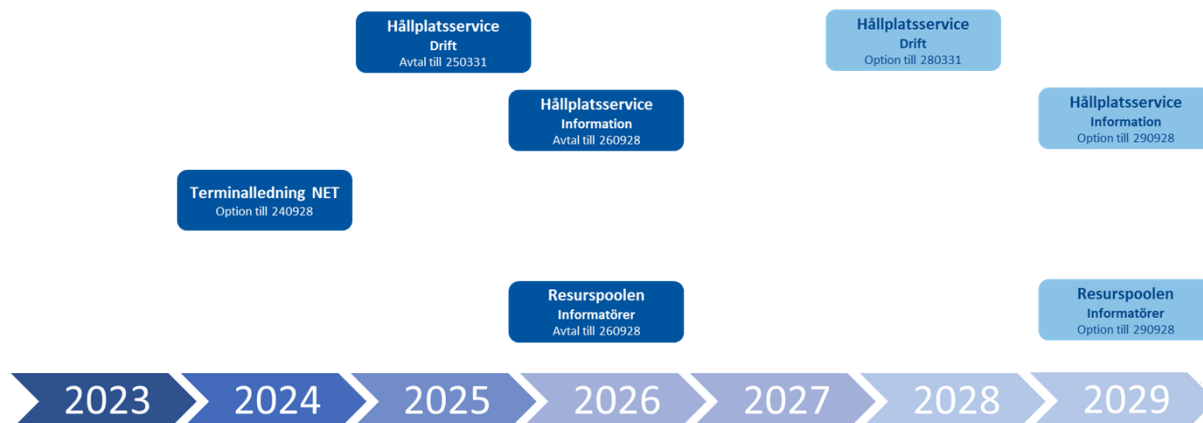 Hållplatsservice
Drift
Avtal till 250331
Hållplatsservice
Drift
Option till 280331
Hållplatsservice
Information
Avtal till 260928
Hållplatsservice
Information
Option till 290928
Terminalledning NET
Option till 240928
Resurspoolen
Informatörer
Avtal till 260928
Resurspoolen
Informatörer
Option till 290928
2023 2024 2025 2026 2027 2028 2029